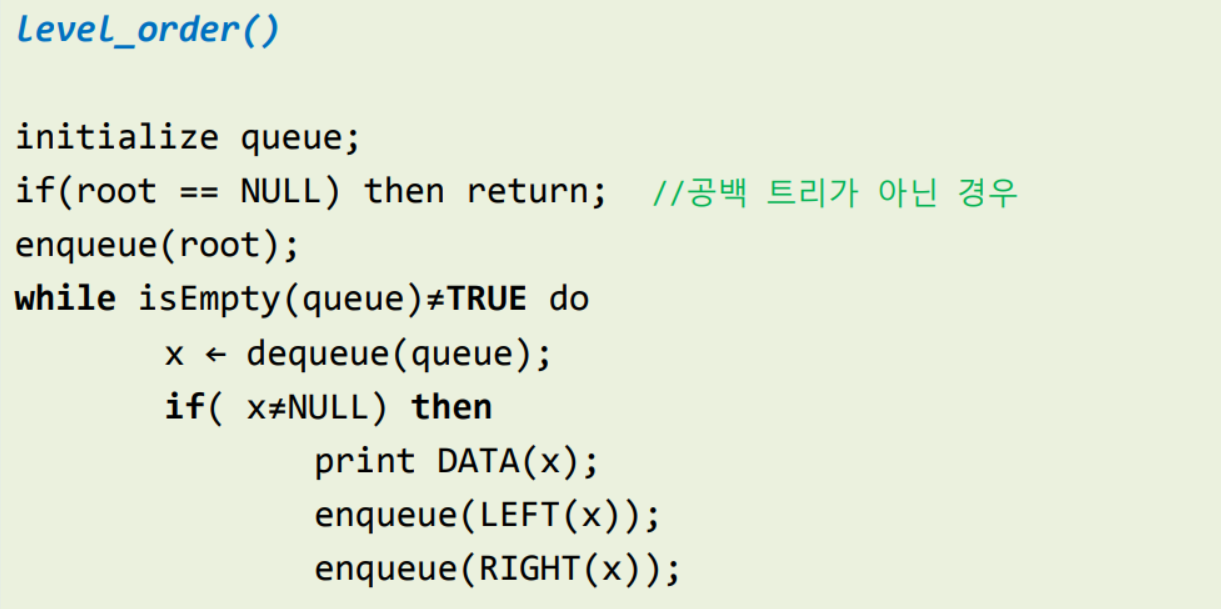 level_order()
initialize queue;
if(root == NULL) then return; //공백 트리가 아닌 경우
enqueue(root);
while isEmpty(queue)≠TRUE do
x ← dequeue(queue);
if( x≠NULL) then
print DATA(x);
enqueue(LEFT(x));
enqueue(RIGHT(x));